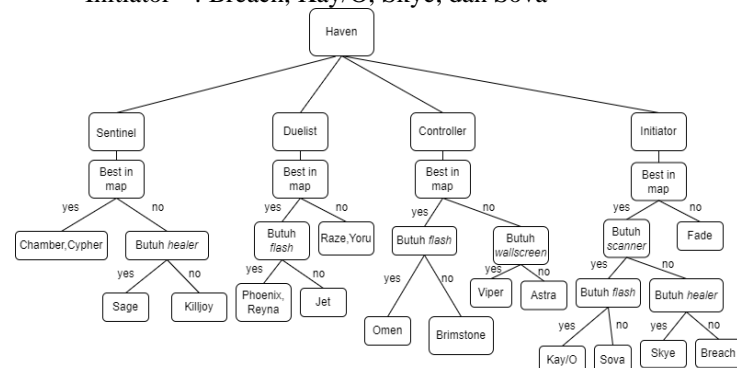 Initiator : Breach, Kay/O, Skye, dan Sova
Haven
Sentinel
Duelist
Controller
Initiator
Best in
map
Best in
map
Best in
map
Best in
map
yes
no
yes
no
yes
no
yes
no
Chamber,Cypher
Butuh healer
Butuh
flash
Raze,Yoru
Butuh flash
Butuh
wallscreen
Butuh
scanner
Fade
yes
no
yes
no
yes
no
yes
no
yes
no
Sage
Killjoy
Phoenix,
Reyna
Jet
Omen
Brimstone
Viper
Astra
Butuh flash
Butuh healer
yes
no
yes
no
Kay/O
Sova
Skye
Breach